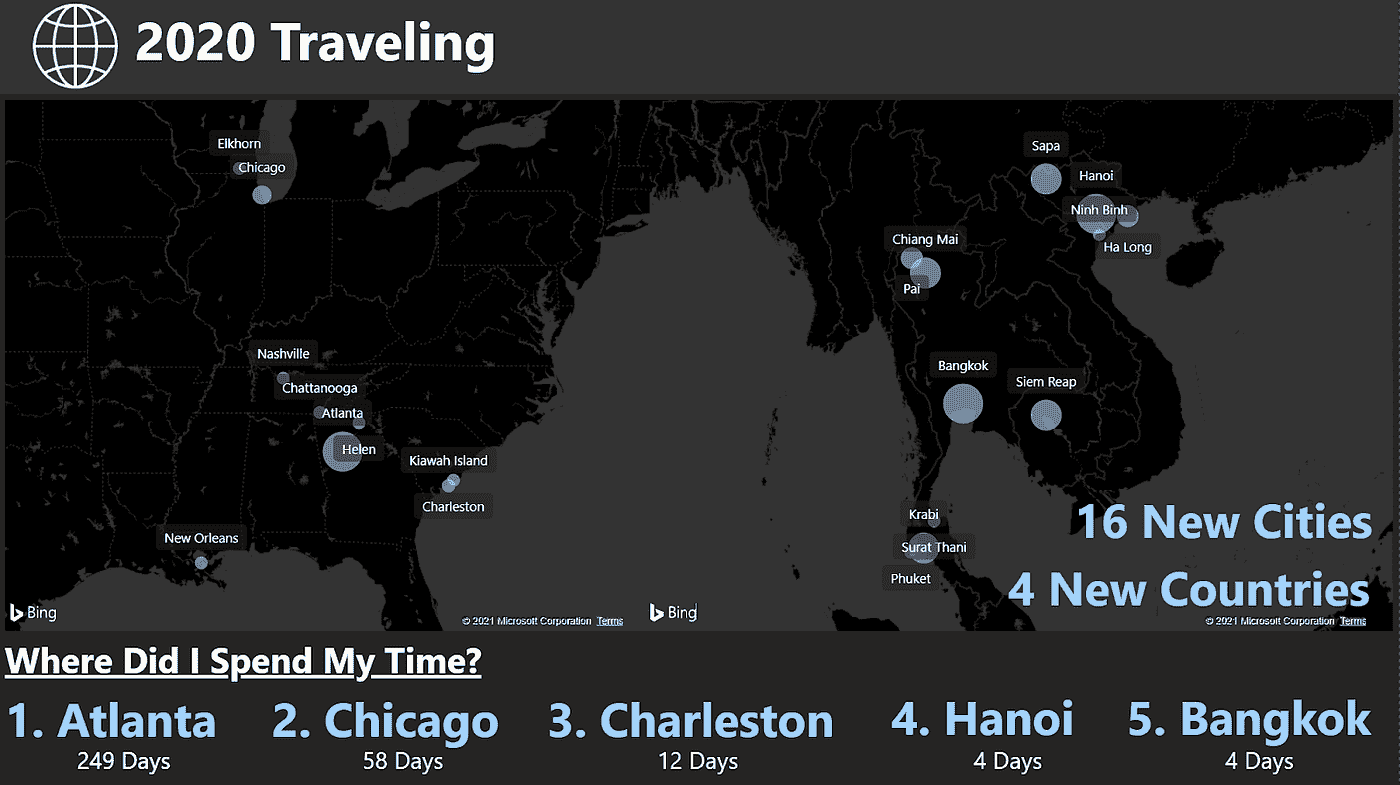 2020 Traveling
Elkhorn
Chicago
Nashville
Chattanooga
Atlanta
Helen
Kiawah Island
Charleston
New Orleans
Bing
© 2021 Microsoft Corporation Terms
Sapa
Hanoi
Ninh Binh
Ha Long
Chiang Mai
Pai
Bangkok
Siem Reap
Krabi
Surat Thani
Phuket
16 New Cities
4 New Countries
Bing
© 2021 Microsoft Corporation Terms
Where Did I Spend My Time?
1. Atlanta
249 Days
2. Chicago
58 Days
3. Charleston
12 Days
4. Hanoi
4 Days
5. Bangkok
4 Days